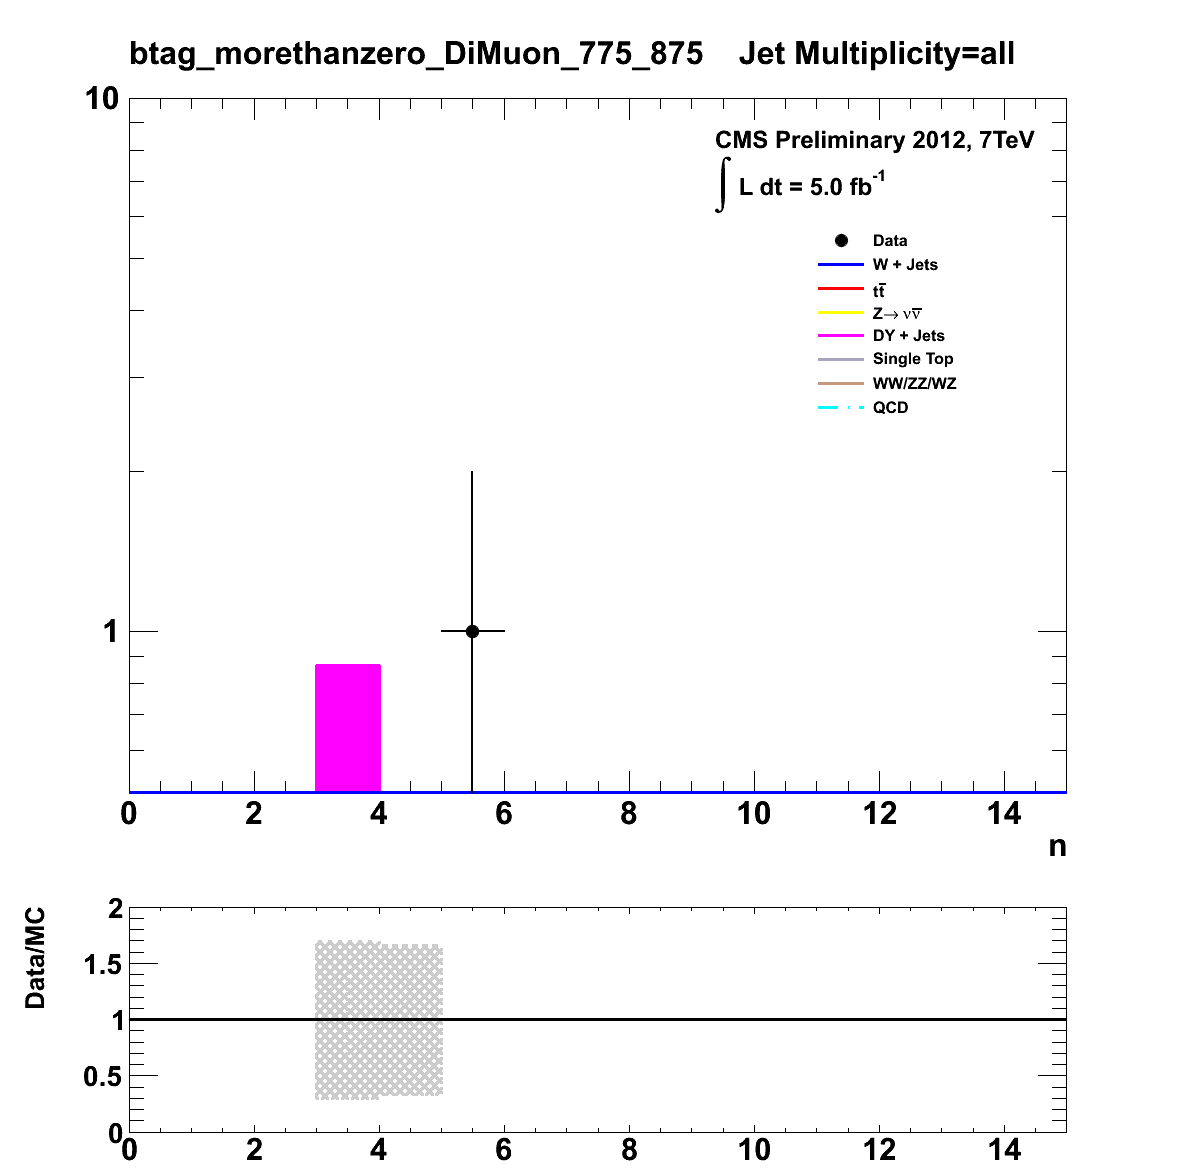 btag_morethanzero_DiMuon_775_875 Jet Multiplicity=all
10
CMS Preliminary 2012, 7TeV
∫ L dt = 5.0 fb⁻¹
Data
W + Jets
tt̅
Z→ νν̅
DY + Jets
Single Top
WW/ZZ/WZ
QCD
1
0 2 4 6 8 10 12 14
n
Data/MC
2
1.5
1
0.5
0
0 2 4 6 8 10 12 14